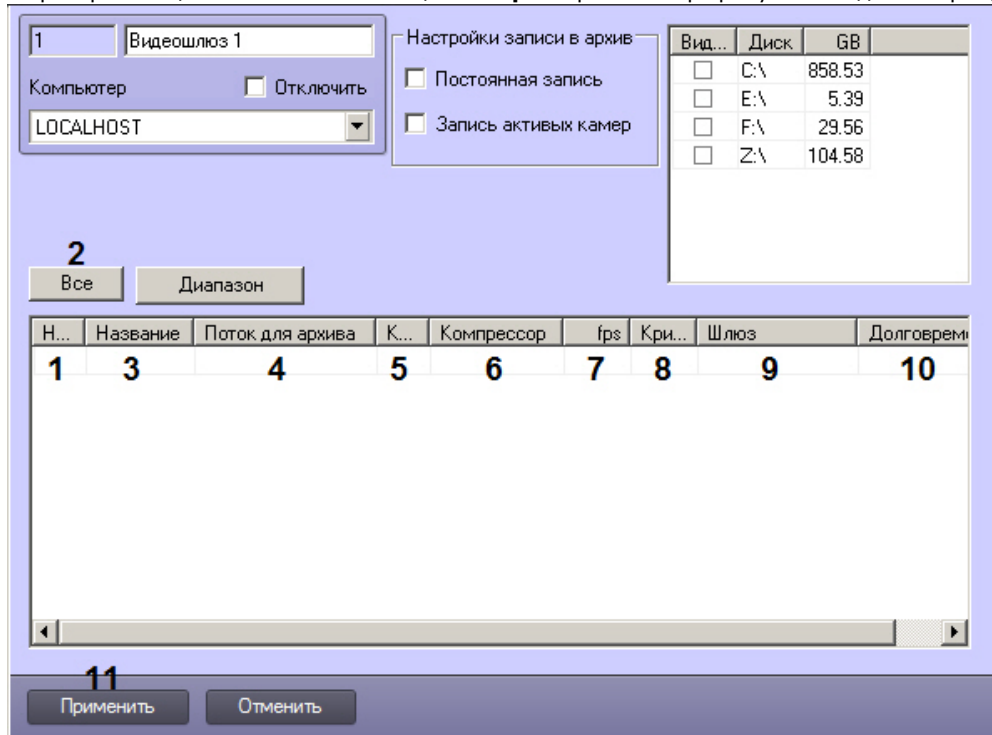 1 Видеошлюз 1
Компьютер Отключить
LOCALHOST
Настройки записи в архив
Постоянная запись
Запись активых камер
Вид... Диск GB
C:\ 858.53
E:\ 5.39
F:\ 29.56
Z:\ 104.58
2
Все Диапазон
Н... Название Поток для архива К... Компрессор fps Кри... Шлюз Долговрем
1 3 4 5 6 7 8 9 10
11
Применить Отменить